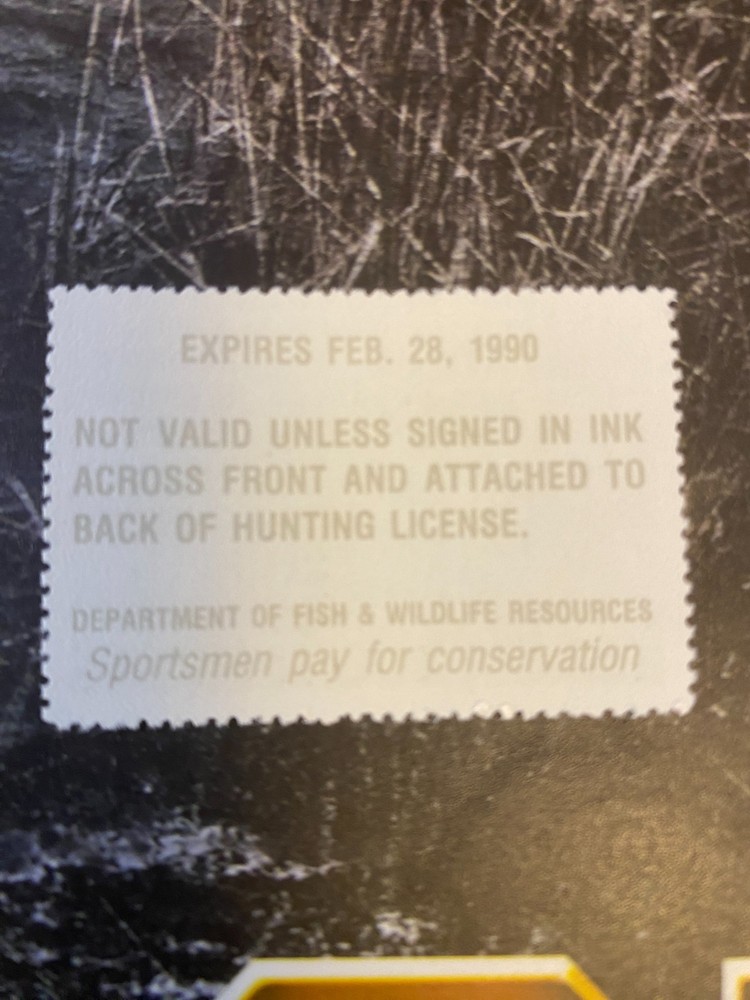 EXPIRES FEB. 28, 1990
NOT VALID UNLESS SIGNED IN INK
ACROSS FRONT AND ATTACHED TO
BACK OF HUNTING LICENSE.
DEPARTMENT OF FISH & WILDLIFE RESOURCES
Sportsmen pay for conservation